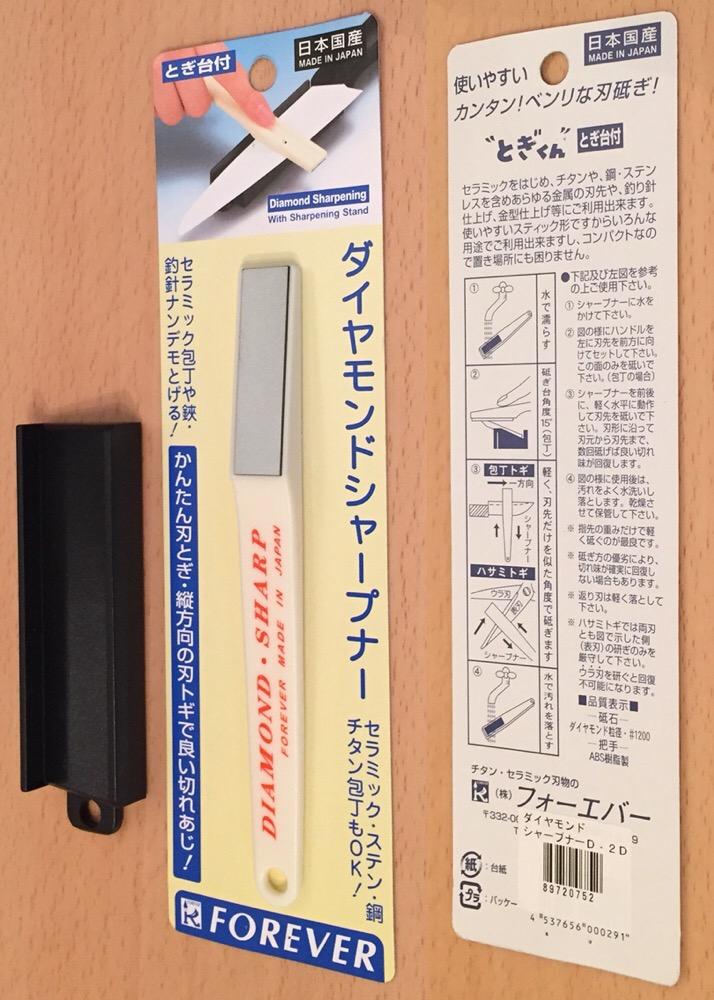 とぎ台付
日本国産
MADE IN JAPAN
Diamond Sharpening
With Sharpening Stand
ダイヤモンドシャープナー
セラミック包丁や鋏・
釣針ナンデモとげる!
かんたん刃とぎ・縦方向の刃トギで良い切れあじ!
DIAMOND・SHARP
FOREVER MADE IN JAPAN
セラミック・ステン・鋼
チタン包丁もOK!
FOREVER
日本国産
MADE IN JAPAN
使いやすい
カンタン!ベンリな刃砥ぎ!
"とぎくん" とぎ台付
セラミックをはじめ、チタンや、鋼・ステン
レスを含めあらゆる金属の刃先や、釣り針
仕上げ、金型仕上げ等にご利用出来ます。
使いやすいスティック形ですからいろんな
用途でご利用出来ますし、コンパクトなの
で置き場所にも困りません。
①
水で濡らす
②
砥ぎ台角度15°(包丁)
③
包丁トギ
一方向
シャープナー
ハサミトギ
ウラ刃
表刃
シャープナー
軽く、刃先だけを似た角度で砥ぎます
④
水で汚れを落とす
●下記及び左図を参考
の上ご使用下さい。
① シャープナーに水を
かけて下さい。
② 図の様にハンドルを
左に刃先を前方に向
けてセットして下さい。
この面のみを砥いで
下さい。(包丁の場合)
③ シャープナーを前後
に、軽く水平に動作
して刃先を砥いで下
さい。刃形に沿って
刃元から刃先まで、
数回砥げば良い切れ
味が回復します。
④ 図の様に使用後は、
汚れをよく水洗いし
落とします。乾燥さ
せて保管して下さい。
※ 指先の重みだけで軽
く砥ぐのが最良です。
※ 砥ぎ方の優劣により、
切れ味が確実に回復し
ない場合もあります。
※ 返り刃は軽く落として
下さい。
※ ハサミトギでは両刃
とも図で示した側
(表刃)の研ぎのみを
厳守して下さい。
ウラ刃を研ぐと回復
不可能になります。
■品質表示■
―砥石―
ダイヤモンド粒径・#1200
―把手―
ABS樹脂製
チタン・セラミック刃物の
(株)フォーエバー
〒332-00
9
ダイヤモンド
シャープナーD・2D
89720752
紙:台紙
プラ:パッケー
4 537656 000291